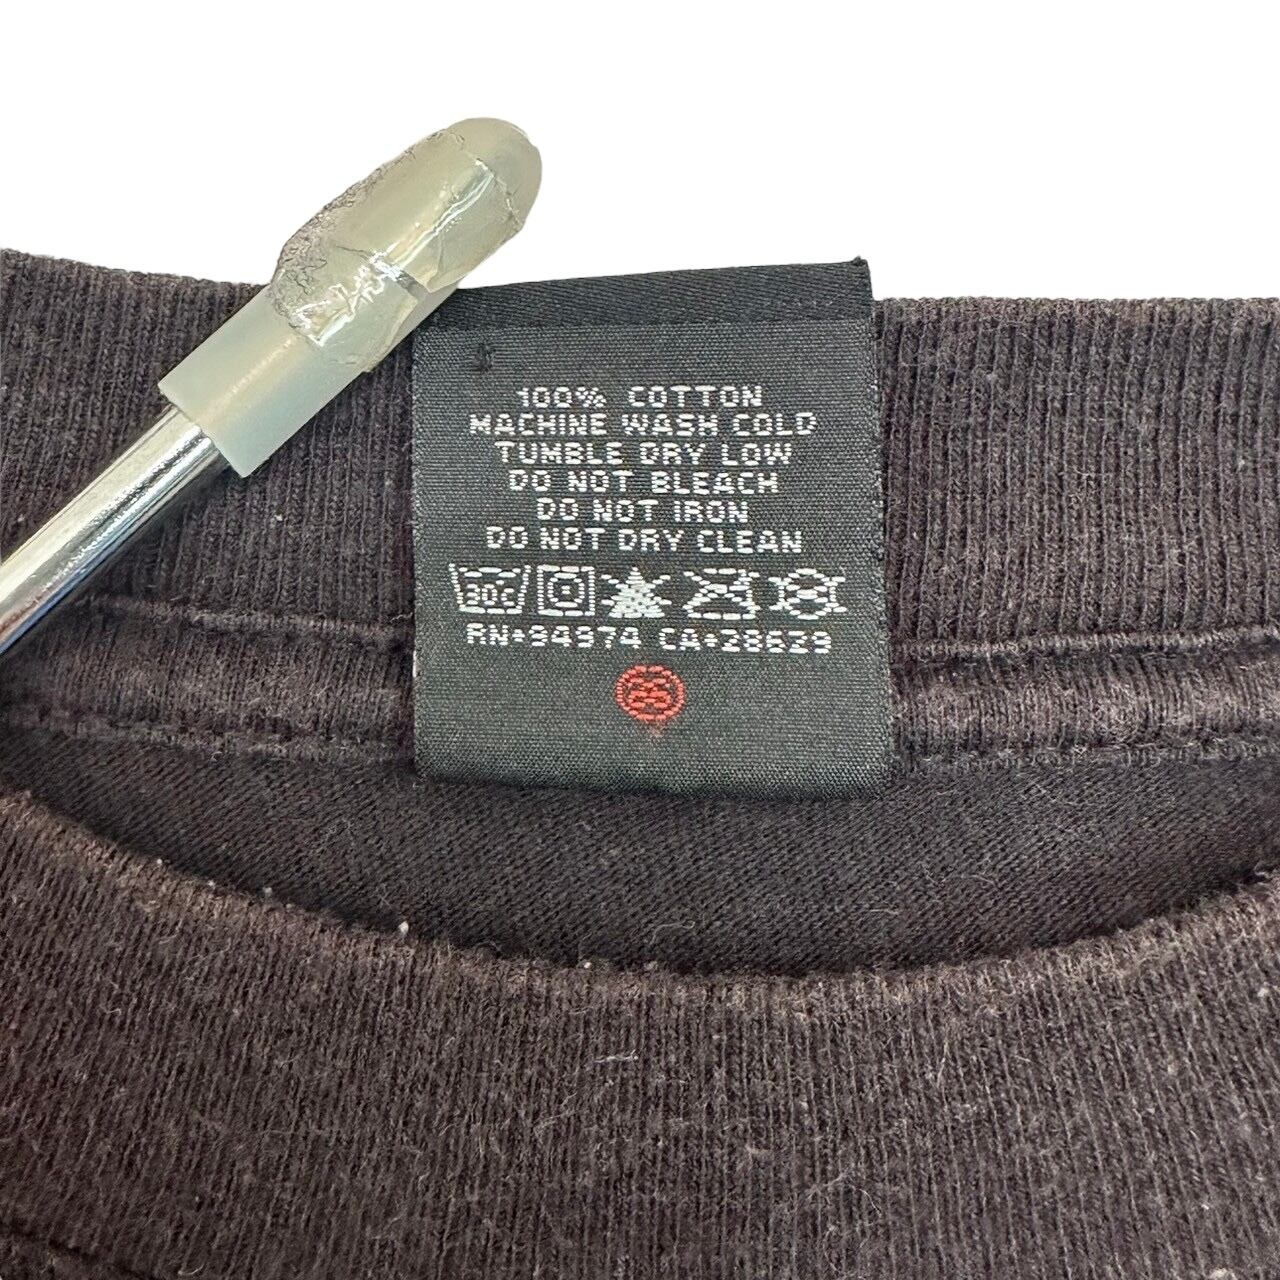 100% COTTON
MACHINE WASH COLD
TUMBLE DRY LOW
DO NOT BLEACH
DO NOT IRON
DO NOT DRY CLEAN
30c
RN+94974 CA+28629